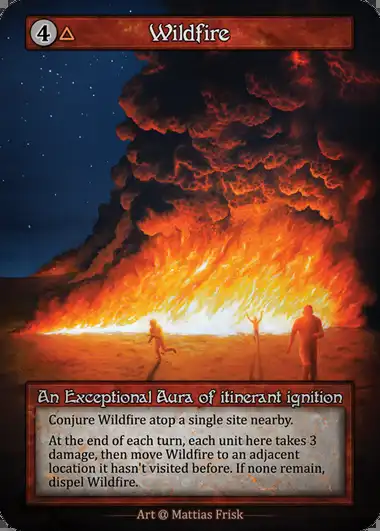 4
Wildfire
An Exceptional Aura of itinerant ignition
Conjure Wildfire atop a single site nearby.
At the end of each turn, each unit here takes 3
damage, then move Wildfire to an adjacent
location it hasn't visited before. If none remain,
dispel Wildfire.
Art @ Mattias Frisk